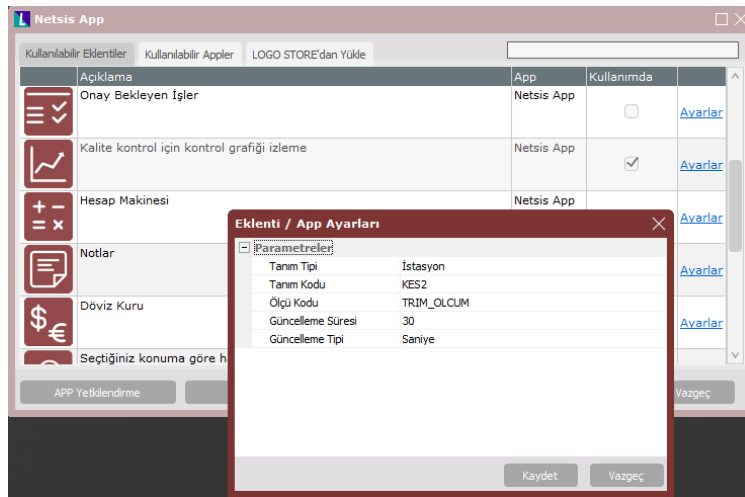 Netsis App
Kullanılabilir Eklentiler Kullanılabilir Appler LOGO STORE'dan Yükle
Açıklama App Kullanımda
Onay Bekleyen İşler Netsis App
Ayarlar
Kalite kontrol için kontrol grafiği izleme Netsis App
Ayarlar
Hesap Makinesi Netsis App
Ayarlar
Notlar
Ayarlar
Döviz Kuru
Ayarlar
Seçtiğiniz konuma göre
APP Yetkilendirme Vazgeç
Eklenti / App Ayarları
Parametreler
Tanım Tipi İstasyon
Tanım Kodu KES2
Ölçü Kodu TRIM_OLCUM
Güncelleme Süresi 30
Güncelleme Tipi Saniye
Kaydet Vazgeç